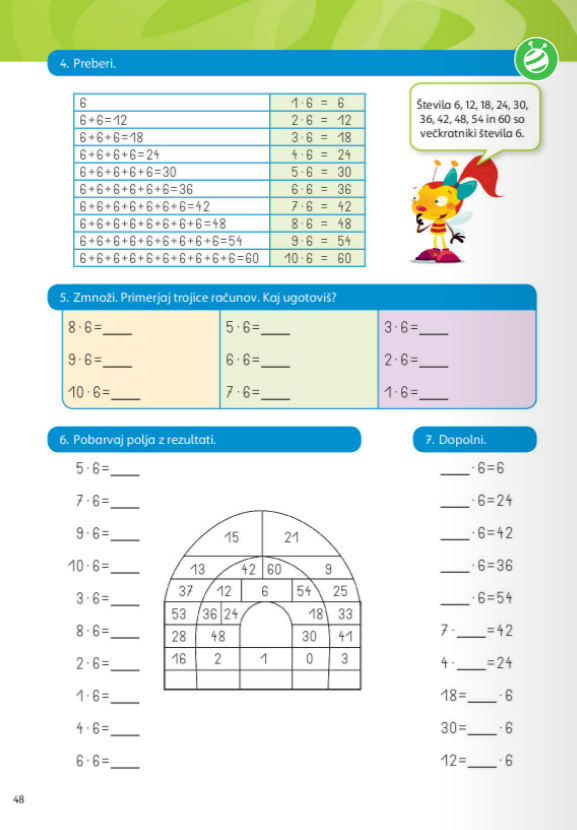 4. Preberi.
6 1 · 6 = 6
6+6=12 2 · 6 = 12
6+6+6=18 3 · 6 = 18
6+6+6+6=24 4 · 6 = 24
6+6+6+6+6=30 5 · 6 = 30
6+6+6+6+6+6=36 6 · 6 = 36
6+6+6+6+6+6+6=42 7 · 6 = 42
6+6+6+6+6+6+6+6=48 8 · 6 = 48
6+6+6+6+6+6+6+6+6=54 9 · 6 = 54
6+6+6+6+6+6+6+6+6+6=60 10 · 6 = 60
Števila 6, 12, 18, 24, 30,
36, 42, 48, 54 in 60 so
večkratniki števila 6.
5. Zmnoži. Primerjaj trojice računov. Kaj ugotoviš?
8 · 6=____ 5 · 6=____ 3 · 6=____
9 · 6=____ 6 · 6=____ 2 · 6=____
10 · 6=____ 7 · 6=____ 1 · 6=____
6. Pobarvaj polja z rezultati.
5 · 6=____
7 · 6=____
9 · 6=____
10 · 6=____
3 · 6=____
8 · 6=____
2 · 6=____
1 · 6=____
4 · 6=____
6 · 6=____
15 21
13 42 60 9
37 12 6 54 25
53 36 24 18 33
28 48 30 41
16 2 1 0 3
7. Dopolni.
____ · 6=6
____ · 6=24
____ · 6=42
____ · 6=36
____ · 6=54
7 · ____=42
4 · ____=24
18=____ · 6
30=____ · 6
12=____ · 6
48